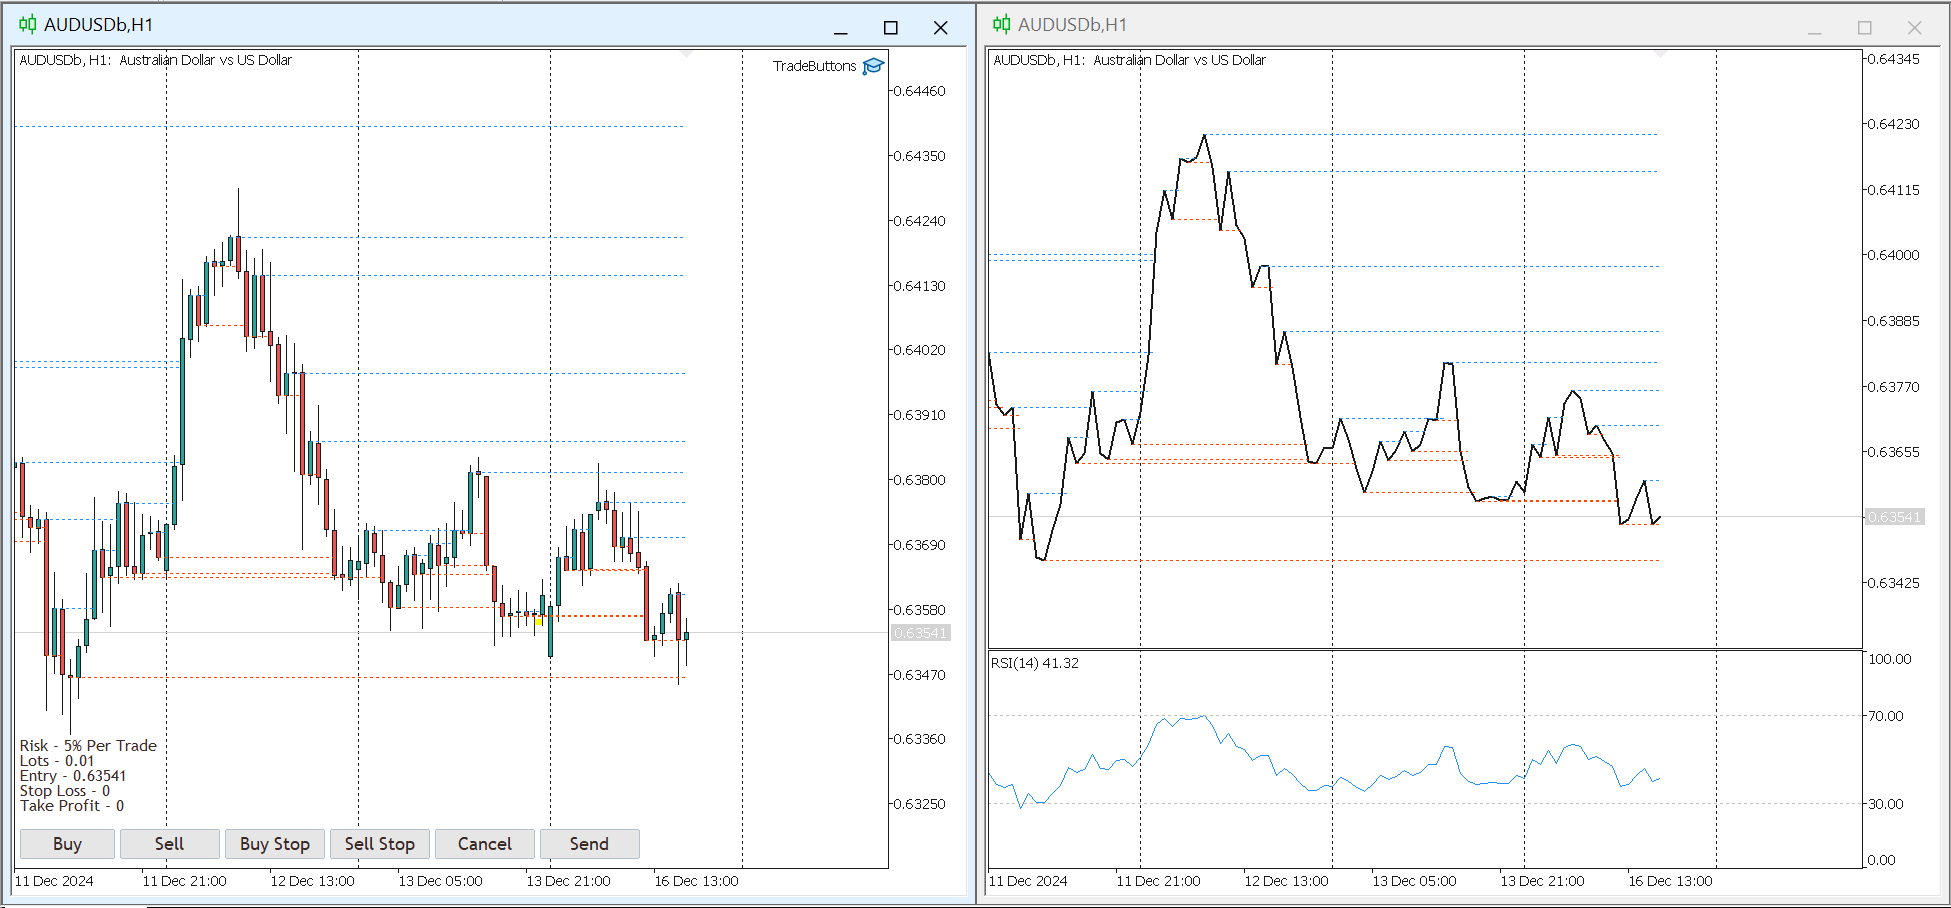 AUDUSDb,H1
AUDUSDb, H1:  Australian Dollar vs US Dollar
TradeButtons
0.64460
0.64350
0.64240
0.64130
0.64020
0.63910
0.63800
0.63690
0.63580
0.63541
0.63470
0.63360
0.63250
Risk - 5% Per Trade
Lots - 0.01
Entry - 0.63541
Stop Loss - 0
Take Profit - 0
Buy Sell Buy Stop Sell Stop Cancel Send
11 Dec 2024 11 Dec 21:00 12 Dec 13:00 13 Dec 05:00 13 Dec 21:00 16 Dec 13:00
AUDUSDb,H1
AUDUSDb, H1:  Australian Dollar vs US Dollar
0.64345
0.64230
0.64115
0.64000
0.63885
0.63770
0.63655
0.63541
0.63425
RSI(14) 41.32
100.00
70.00
30.00
0.00
11 Dec 2024 11 Dec 21:00 12 Dec 13:00 13 Dec 05:00 13 Dec 21:00 16 Dec 13:00